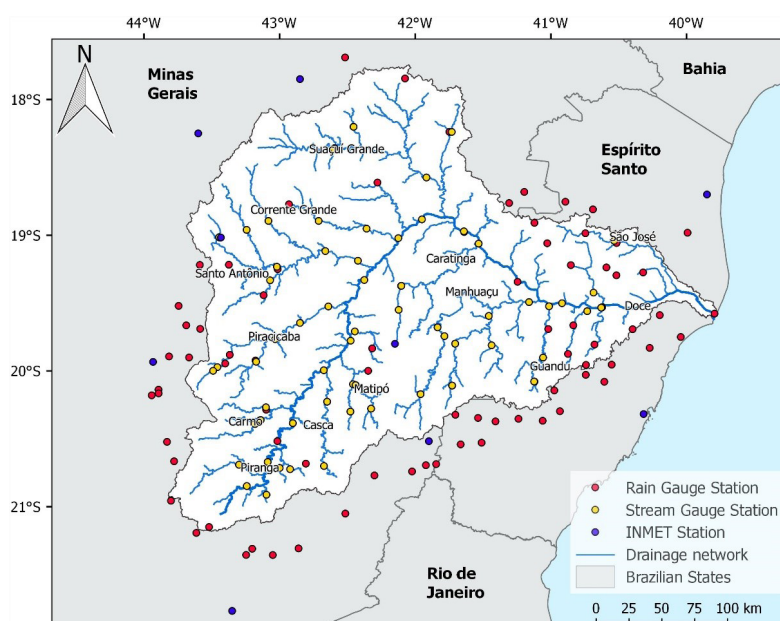 44°W 43°W 42°W 41°W 40°W
N
Minas
Gerais
Bahia
18°S
Suaçuí Grande
Espírito
Santo
Corrente Grande
19°S
São José
Santo Antônio
Caratinga
Manhuaçu
Doce
Piracicaba
20°S
Guandú
Matipó
Carmo
Casca
Piranga
21°S
Rain Gauge Station
Stream Gauge Station
INMET Station
Drainage network
Brazilian States
Rio de
Janeiro
0 25 50 75 100 km